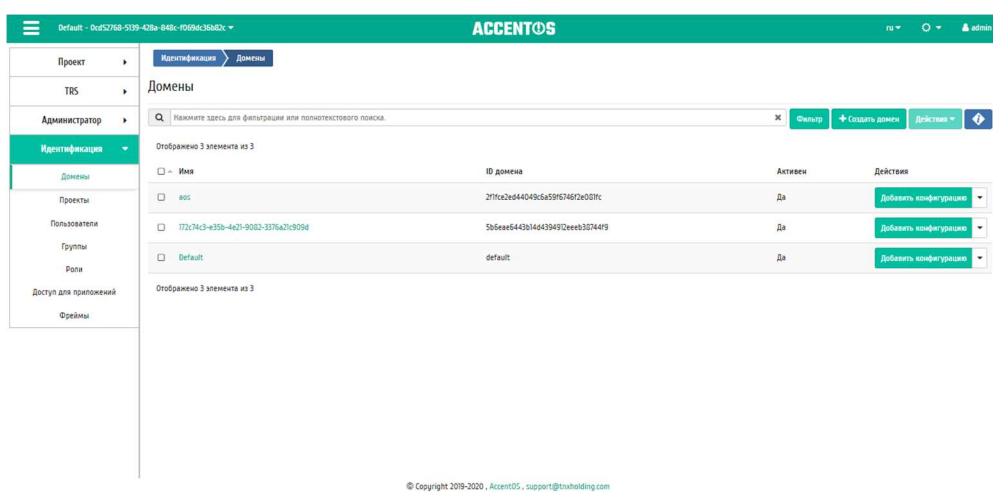 Default - 0cd52768-5139-428a-848c-f069dc36b82c
ACCENTOS
ru
admin
Проект
TRS
Администратор
Идентификация
Домены
Проекты
Пользователи
Группы
Роли
Доступ для приложений
Фреймы
Идентификация
Домены
Домены
Нажмите здесь для фильтрации или полнотекстового поиска.
Фильтр
Создать домен
Действия
Отображено 3 элемента из 3
Имя ID домена Активен Действия
aos 2f1fce2ed44049c6a59f6746f2e081fc Да Добавить конфигурацию
172c74c3-e35b-4e21-9082-3376a21c909d 5b6eae6443b14d4394912eeeb38744f9 Да Добавить конфигурацию
Default default Да Добавить конфигурацию
Отображено 3 элемента из 3
© Copyright 2019-2020 , AccentOS , support@tnxholding.com